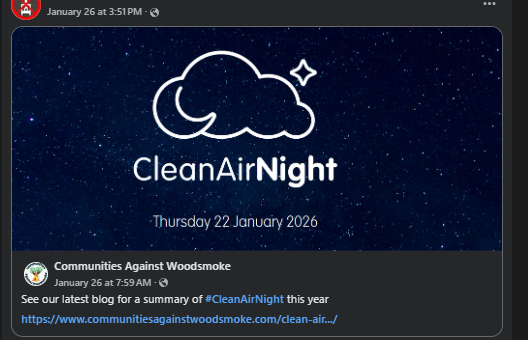 January 26 at 3:51 PM ·
CleanAirNight
Thursday 22 January 2026
Communities Against Woodsmoke
January 26 at 7:59 AM ·
See our latest blog for a summary of #CleanAirNight this year
https://www.communitiesagainstwoodsmoke.com/clean-air.../